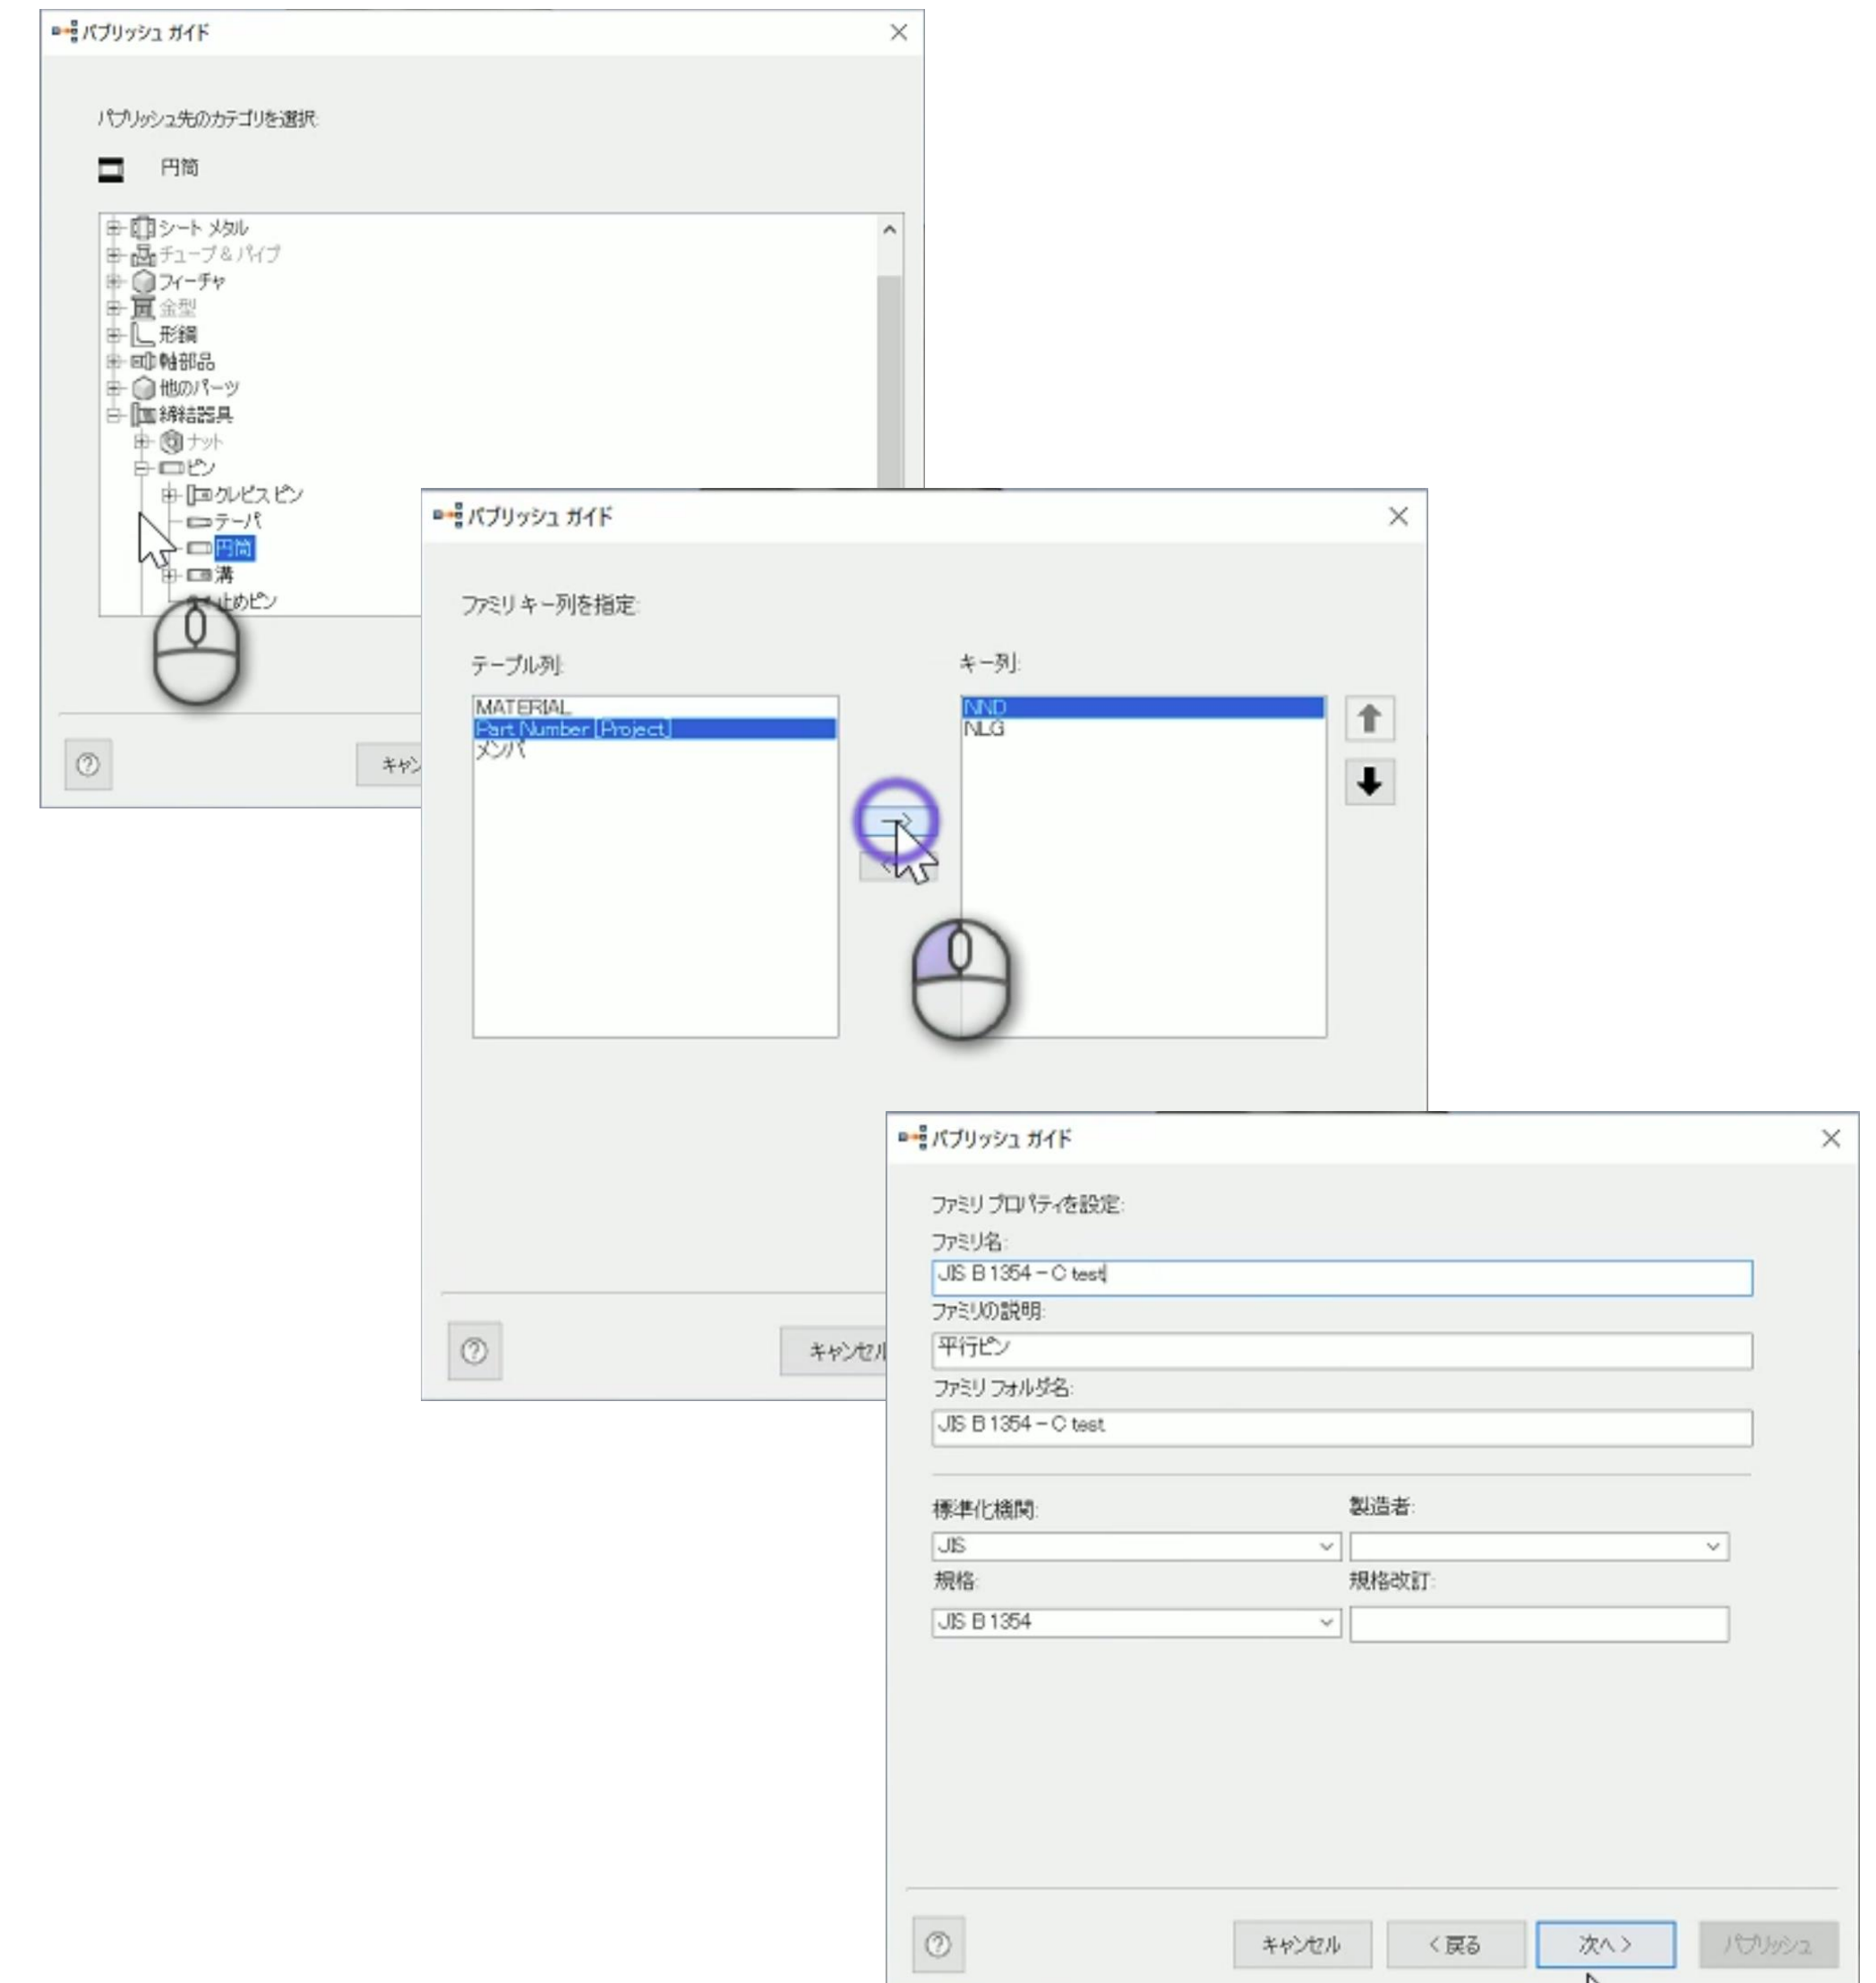 パブリッシュ ガイド
パブリッシュ先のカテゴリを選択:
円筒
シート メタル
チューブ & パイプ
フィーチャ
金型
形鋼
軸部品
他のパーツ
締結器具
ナット
ピン
クレビス ピン
テーパ
円筒
溝
止めピン
キャン
パブリッシュ ガイド
ファミリ キー列を指定:
テーブル列:
MATERIAL
Part Number [Project]
メンバ
キー列:
NND
NLG
キャンセル
パブリッシュ ガイド
ファミリ プロパティを設定:
ファミリ名:
JIS B 1354 - C test
ファミリの説明:
平行ピン
ファミリ フォルダ名:
JIS B 1354 - C test
標準化機関: 製造者:
JIS
規格: 規格改訂:
JIS B 1354
キャンセル < 戻る 次へ > パブリッシュ